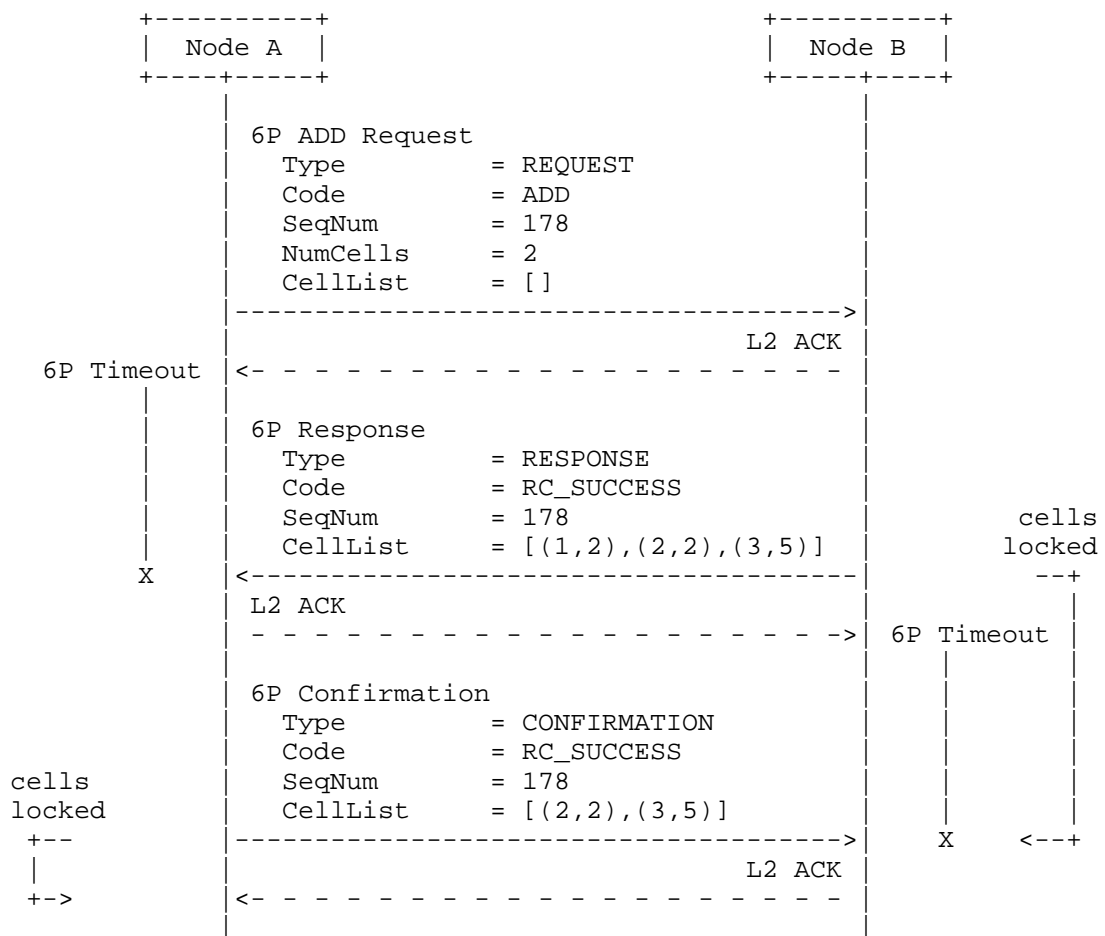 Node A Node B
6P ADD Request
Type = REQUEST
Code = ADD
SeqNum = 178
NumCells = 2
CellList = []
L2 ACK
6P Timeout
6P Response
Type = RESPONSE
Code = RC_SUCCESS
SeqNum = 178 cells
CellList = [(1,2),(2,2),(3,5)] locked
X
L2 ACK
6P Timeout
6P Confirmation
Type = CONFIRMATION
Code = RC_SUCCESS
cells SeqNum = 178
locked CellList = [(2,2),(3,5)]
X
L2 ACK